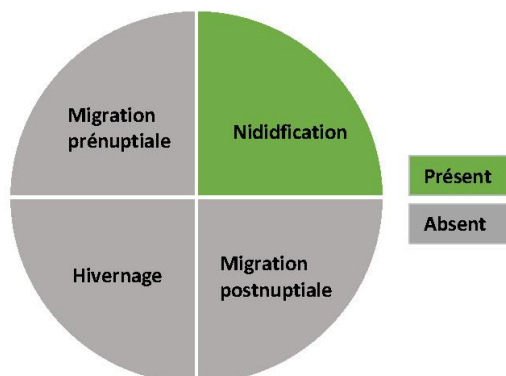 Migration
prénuptiale
Nididfication
Hivernage
Migration
postnuptiale
Présent
Absent